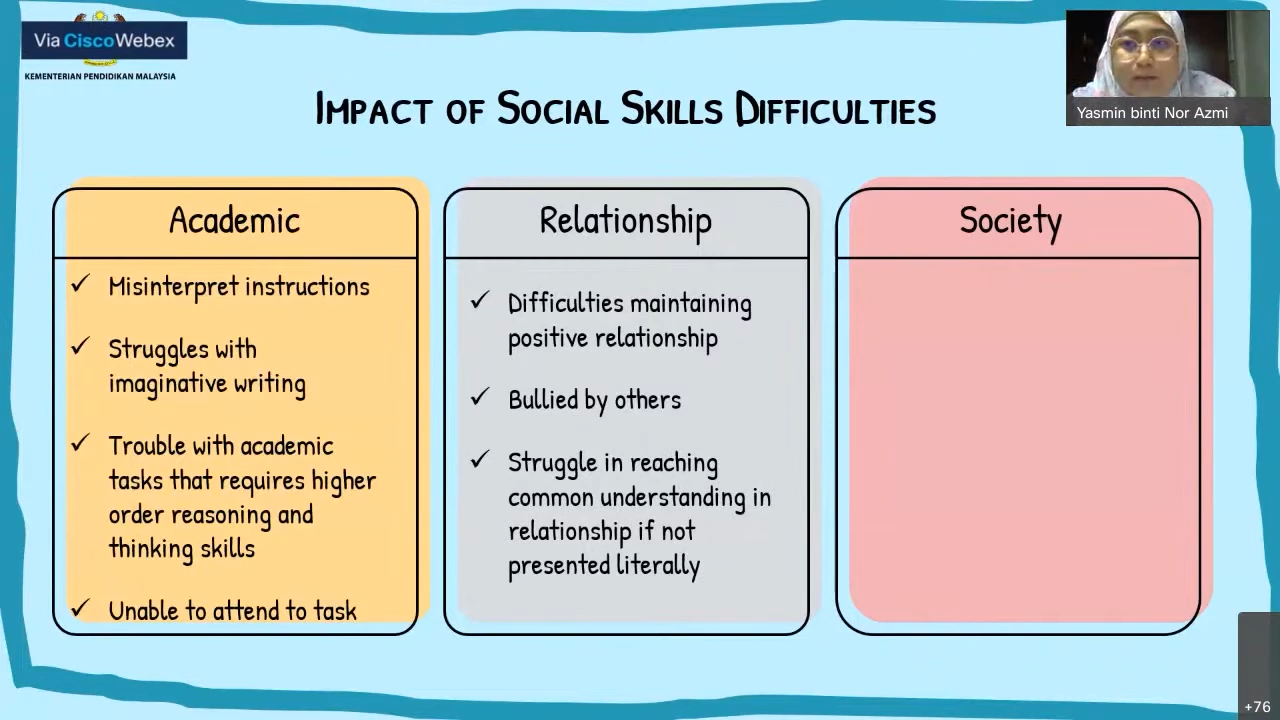 Via Cisco Webex
KEMENTERIAN PENDIDIKAN MALAYSIA
Yasmin binti Nor Azmi
IMPACT OF SOCIAL SKILLS DIFFICULTIES
Academic
✓ Misinterpret instructions
✓ Struggles with
imaginative writing
✓ Trouble with academic
tasks that requires higher
order reasoning and
thinking skills
✓ Unable to attend to task
Relationship
✓ Difficulties maintaining
positive relationship
✓ Bullied by others
✓ Struggle in reaching
common understanding in
relationship if not
presented literally
Society
+76